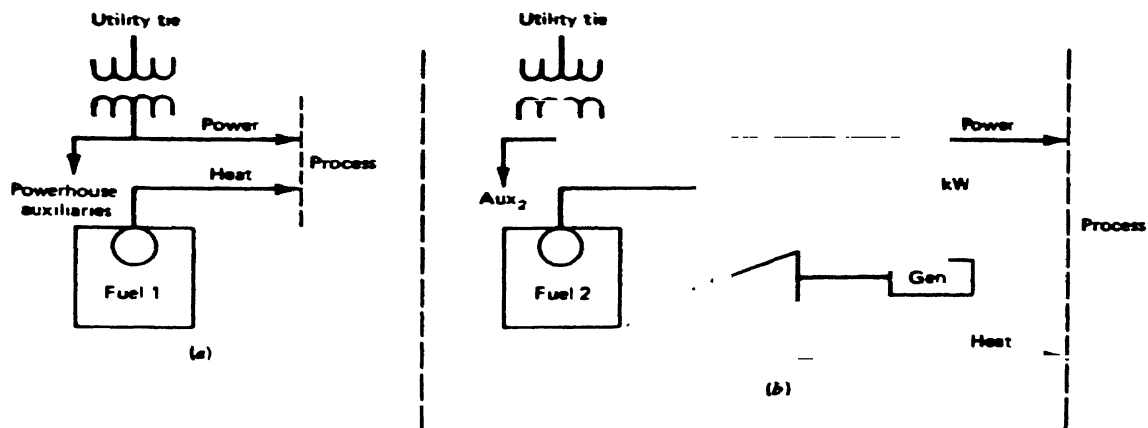 Utility tie
Power
Heat
Process
Powerhouse
auxiliaries
Fuel 1
(a)
Utility tie
Power
kW
Aux2
Process
Fuel 2
Gen
Heat
(b)